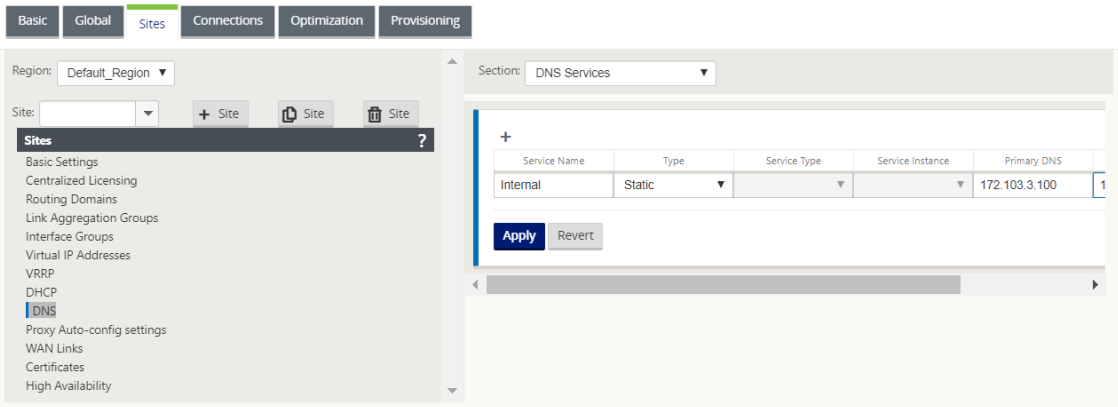 Basic Global Sites Connections Optimization Provisioning
Region: Default_Region
Section: DNS Services
Site: + Site Site Site
Sites ?
Basic Settings
Centralized Licensing
Routing Domains
Link Aggregation Groups
Interface Groups
Virtual IP Addresses
VRRP
DHCP
DNS
Proxy Auto-config settings
WAN Links
Certificates
High Availability
+
Service Name Type Service Type Service Instance Primary DNS
Internal Static 172.103.3.100 1
Apply Revert